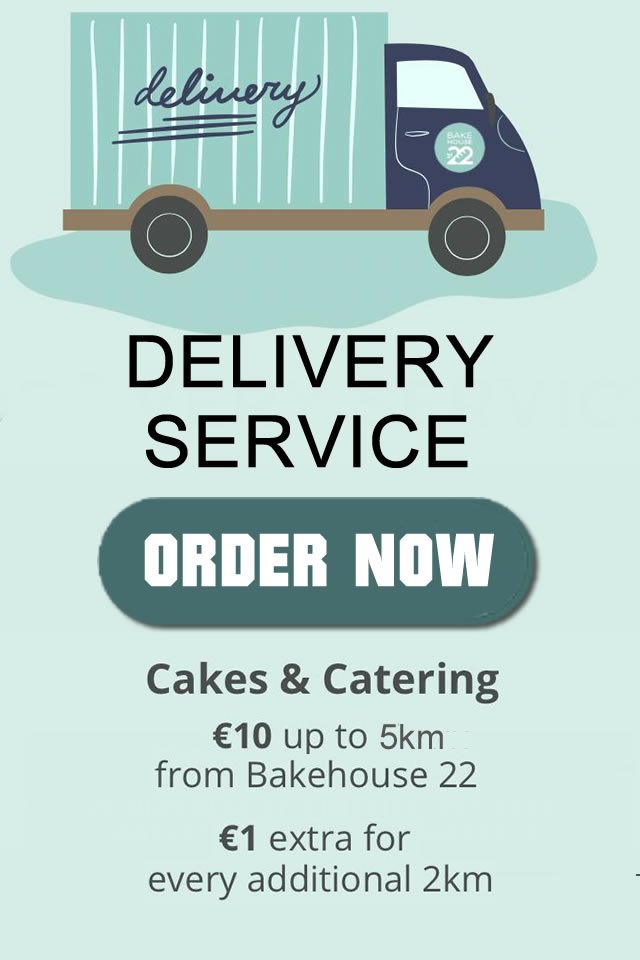 delivery
BAKE
HOUSE
22
DELIVERY
SERVICE
ORDER NOW
Cakes & Catering
€10 up to 5km
from Bakehouse 22
€1 extra for
every additional 2km